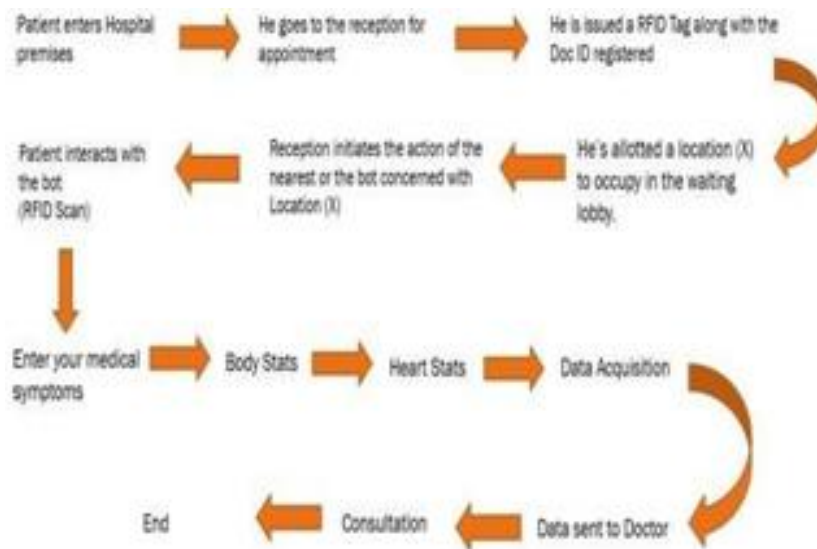 Patient enters Hospital
premises
He goes to the reception for
appointment
He is issued a RFID Tag along with the
Doc ID registered
He's allotted a location (X)
to occupy in the waiting
lobby.
Reception initiates the action of the
nearest or the bot concerned with
Location (X)
Patient interacts with
the bot
(RFID Scan)
Enter your medical
symptoms
Body Stats
Heart Stats
Data Acquisition
Data sent to Doctor
Consultation
End